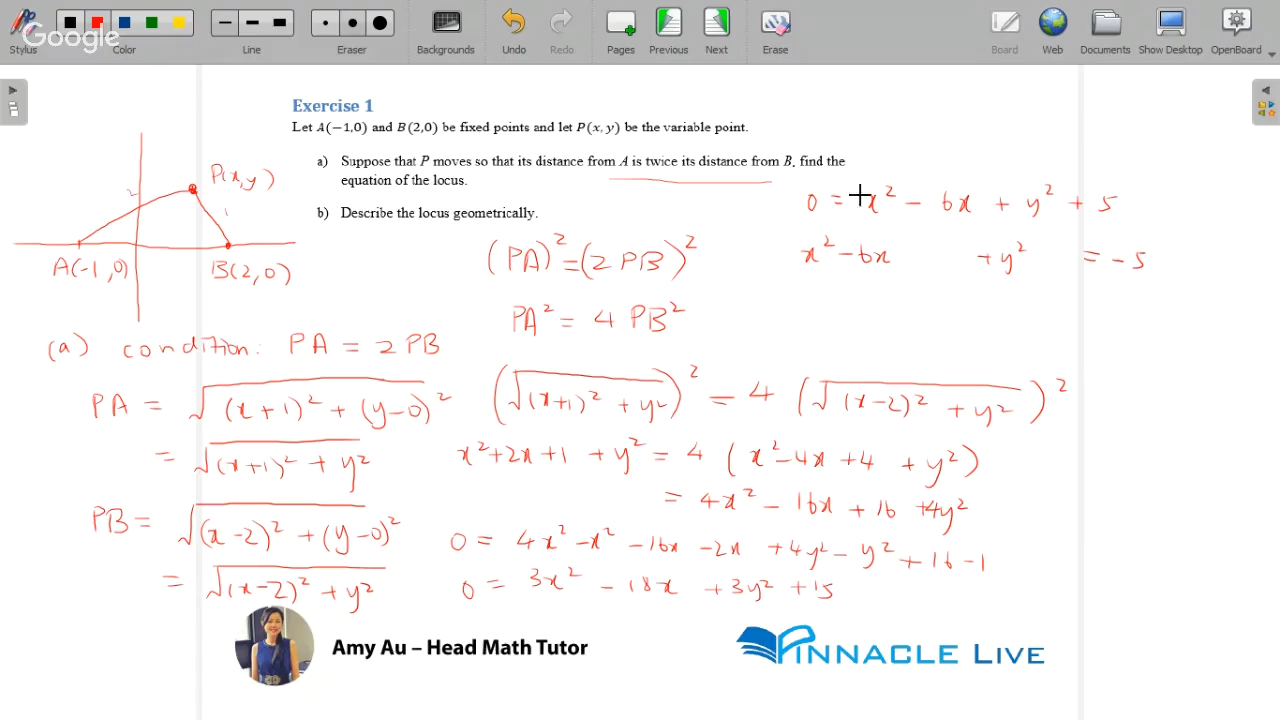 Stylus
Google
Color
Line
Eraser
Backgrounds
Undo
Redo
Pages
Previous
Next
Erase
Board
Web
Documents
Show Desktop
OpenBoard
Exercise 1
Let A(−1,0) and B(2,0) be fixed points and let P(x, y) be the variable point.
a) Suppose that P moves so that its distance from A is twice its distance from B, find the
equation of the locus.
b) Describe the locus geometrically.
P(x,y)
2
1
A(-1,0)
B(2,0)
(a) condition: PA = 2PB
PA = √(x+1)² + (y-0)²
= √(x+1)² + y²
PB = √(x-2)² + (y-0)²
= √(x-2)² + y²
(PA)² = (2PB)²
PA² = 4 PB²
(√(x+1)² + y²)² = 4 (√(x-2)² + y²)²
x²+2x+1 + y² = 4 (x²-4x+4 + y²)
= 4x² - 16x + 16 +4y²
0 = 4x² -x² -16x -2x +4y² - y² + 16 -1
0 = 3x² - 18x + 3y² + 15
0 = x² - 6x + y² + 5
x² - 6x + y² = -5
Amy Au – Head Math Tutor
PINNACLE LIVE